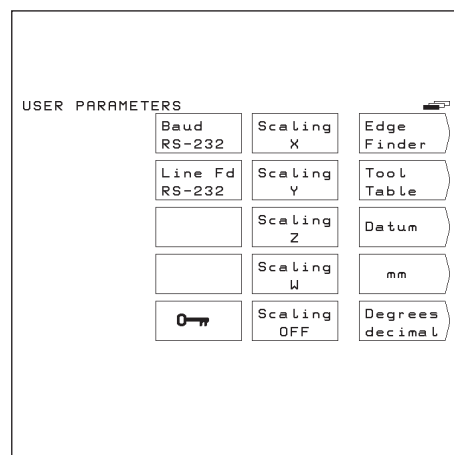 USER PARAMETERS
Baud
RS-232
Scaling
X
Edge
Finder
Line Fd
RS-232
Scaling
Y
Tool
Table
Scaling
Z
Datum
Scaling
W
mm
Scaling
OFF
Degrees
decimal